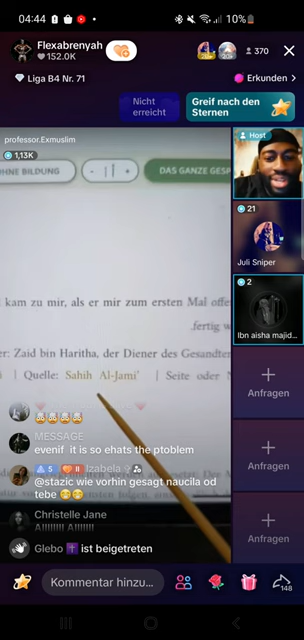 04:44
10%
Flexabrenyah
152.0K
370
Liga B4 Nr. 71
Erkunden >
Nicht erreicht
Greif nach den Sternen
professor.Exmuslim
1,13K
OHNE BILDUNG
- | | +
DAS GANZE GESP
Host
21
Juli Sniper
2
Ibn aisha majid...
kam zu mir, als er mir zum ersten Mal offe
.fertig w
er: Zaid bin Haritha, der Diener des Gesandten
| Quelle: Sahih Al-Jami' | Seite oder N
Anfragen
Anfragen
Anfragen
MESSAGE
evenif it is so ehats the ptoblem
5 II Izabela
@stazic wie vorhin gesagt naucila od tebe
Christelle Jane
Glebo ist beigetreten
Kommentar hinzu...
148